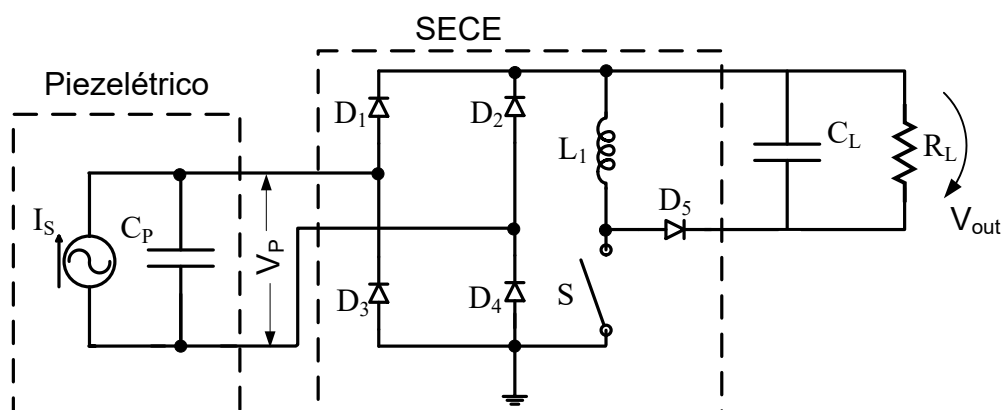 SECE
Piezelétrico
D1
D2
L1
CL
RL
D5
Vout
IS
CP
VP
D3
D4
S